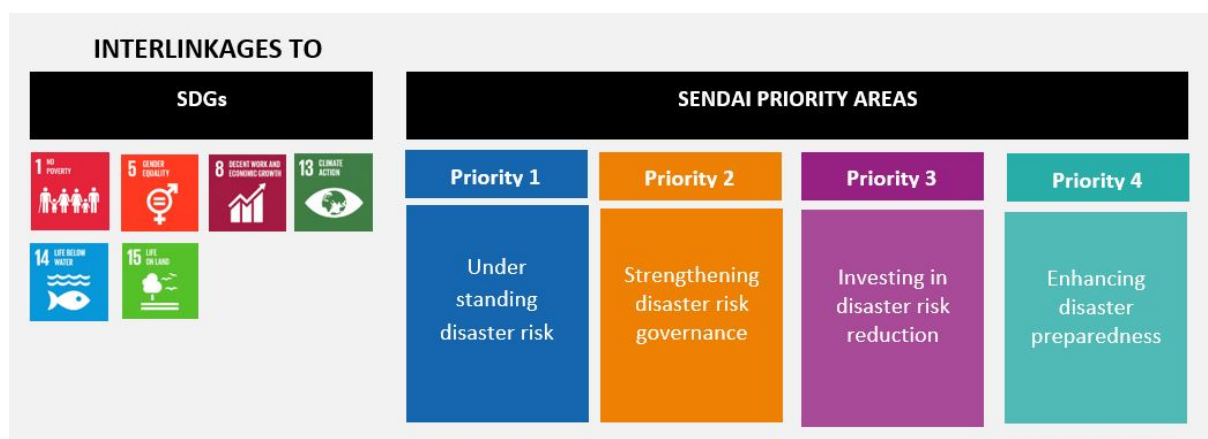 INTERLINKAGES TO
SDGs
SENDAI PRIORITY AREAS
1 NO
POVERTY
5 GENDER
EQUALITY
8 DECENT WORK AND
ECONOMIC GROWTH
13 CLIMATE
ACTION
14 LIFE BELOW
WATER
15 LIFE
ON LAND
Priority 1
Under
standing
disaster risk
Priority 2
Strengthening
disaster risk
governance
Priority 3
Investing in
disaster risk
reduction
Priority 4
Enhancing
disaster
preparedness